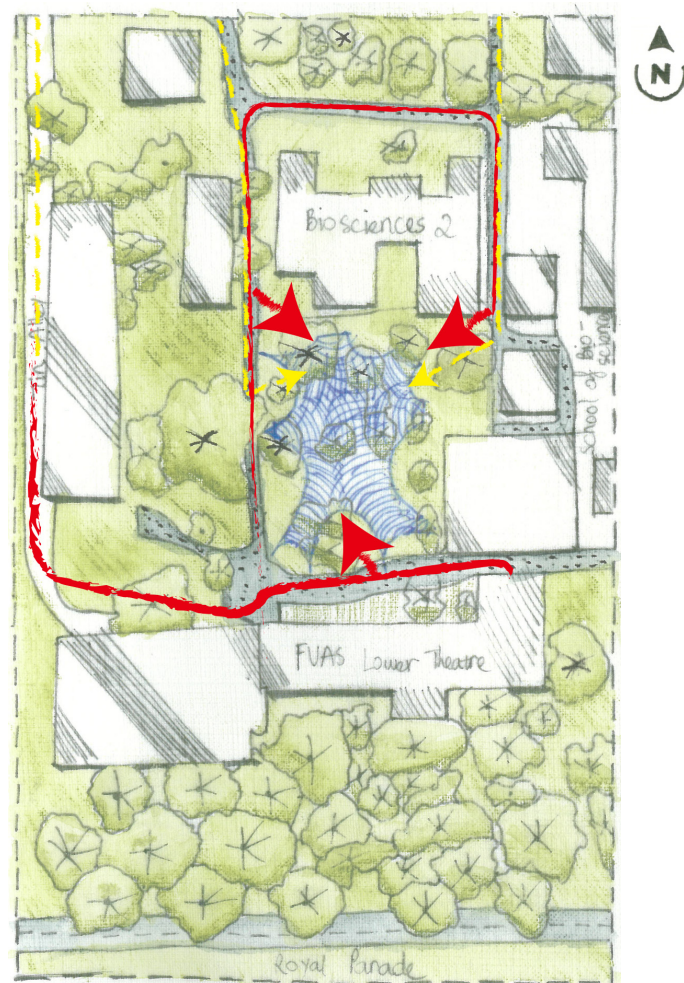 N
Biosciences 2
school of bio-
science
FVAS Lower Theatre
Royal Parade